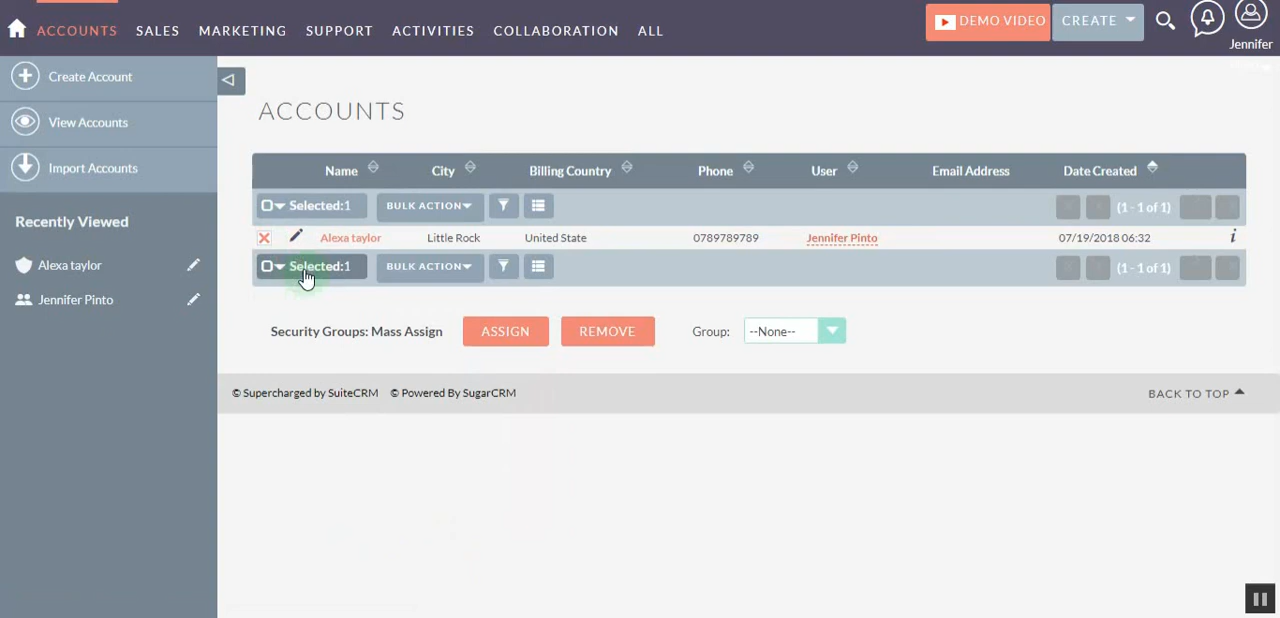 ACCOUNTS SALES MARKETING SUPPORT ACTIVITIES COLLABORATION ALL DEMO VIDEO CREATE
Jennifer
Create Account
View Accounts
Import Accounts
Recently Viewed
Alexa taylor
Jennifer Pinto
ACCOUNTS
Name City Billing Country Phone User Email Address Date Created
Selected:1 BULK ACTION (1 - 1 of 1)
Alexa taylor Little Rock United State 0789789789 Jennifer Pinto 07/19/2018 06:32 i
Selected:1 BULK ACTION (1 - 1 of 1)
Security Groups: Mass Assign ASSIGN REMOVE Group: --None--
© Supercharged by SuiteCRM © Powered By SugarCRM BACK TO TOP